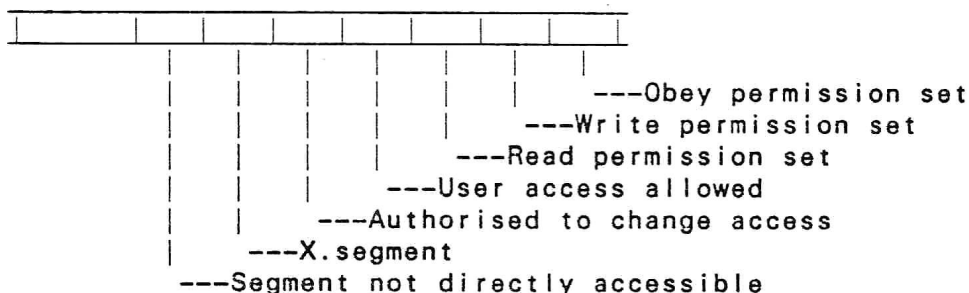 ---Obey permission set
---Write permission set
---Read permission set
---User access allowed
---Authorised to change access
---X.segment
---Segment not directly accessible